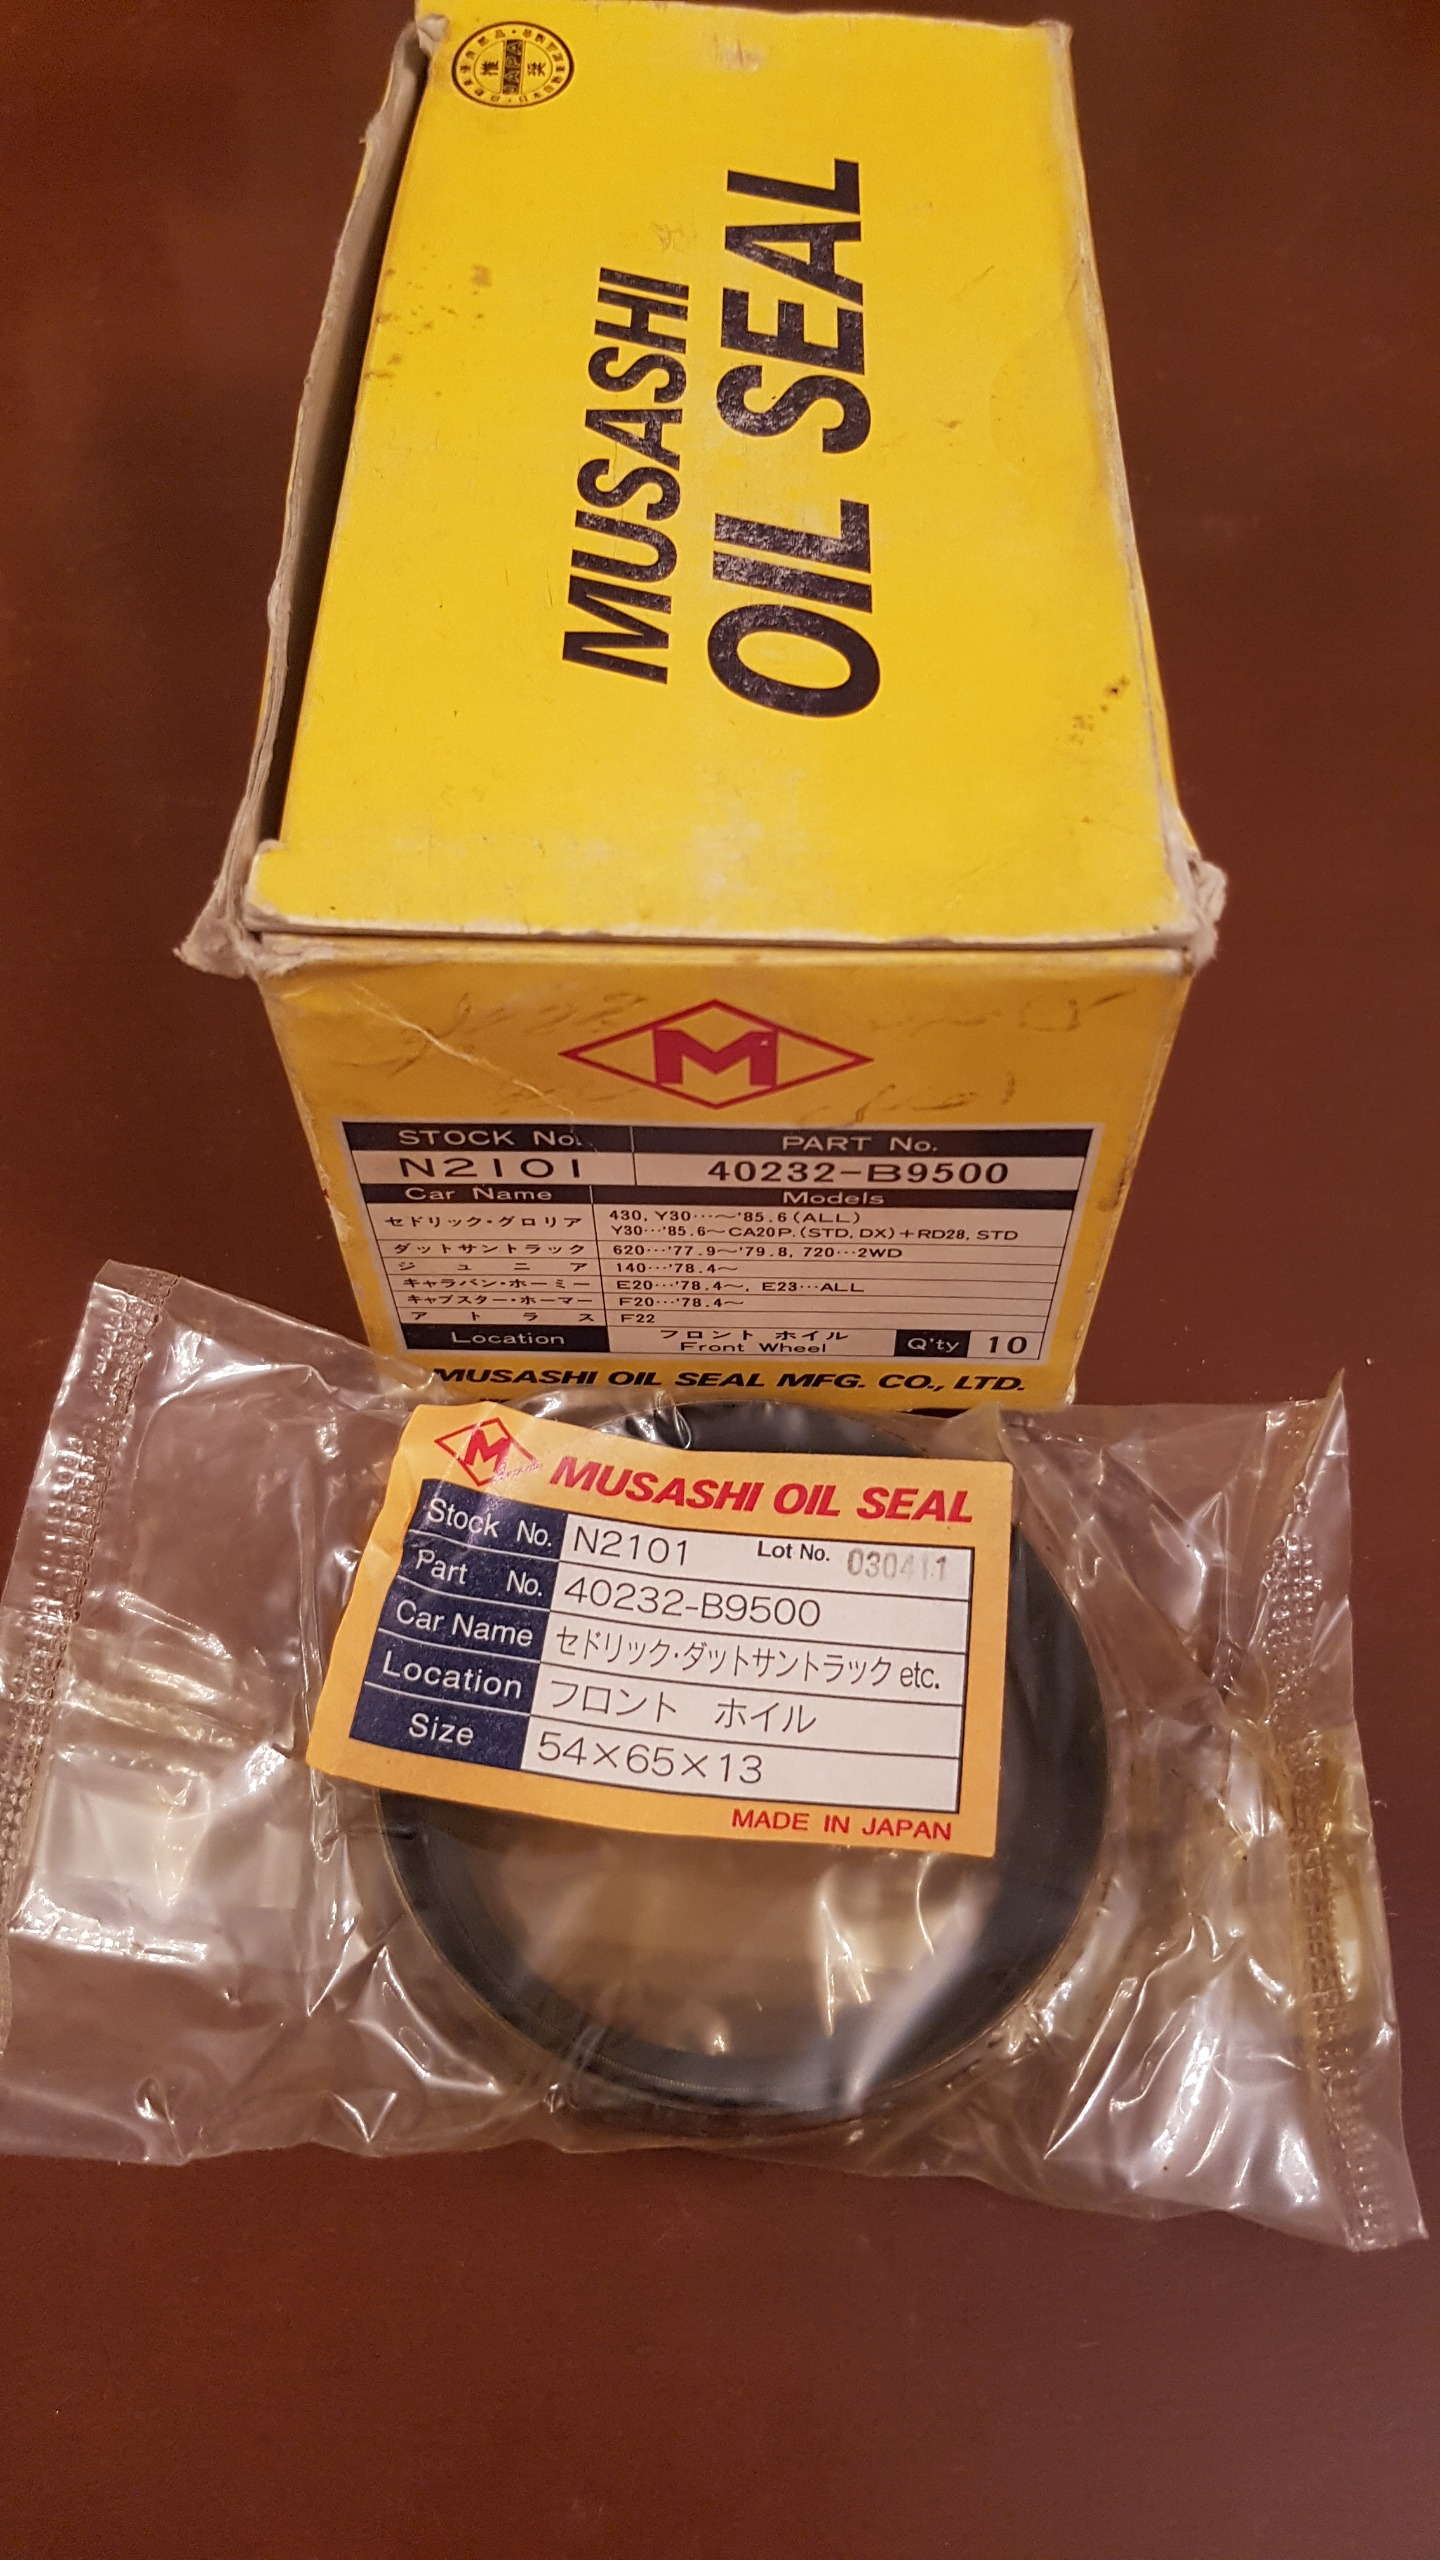 JAPA
推 奨
MUSASHI
OIL SEAL
M
STOCK No. PART No.
N2101 40232-B9500
Car Name Models
セドリック・グロリア 430, Y30…～'85.6 (ALL)
Y30…'85.6～CA20P.(STD, DX)+RD28, STD
ダットサントラック 620…'77.9～'79.8, 720…2WD
ジュニア 140…'78.4～
キャラバン・ホーミー E20…'78.4～, E23…ALL
キャブスター・ホーマー F20…'78.4～
アトラス F22
Location フロント ホイル Q'ty 10
Front Wheel
MUSASHI OIL SEAL MFG. CO., LTD.
M MUSASHI OIL SEAL
Stock No. N2101 Lot No. 030411
Part No. 40232-B9500
Car Name セドリック・ダットサントラック etc.
Location フロント ホイル
Size 54×65×13
MADE IN JAPAN